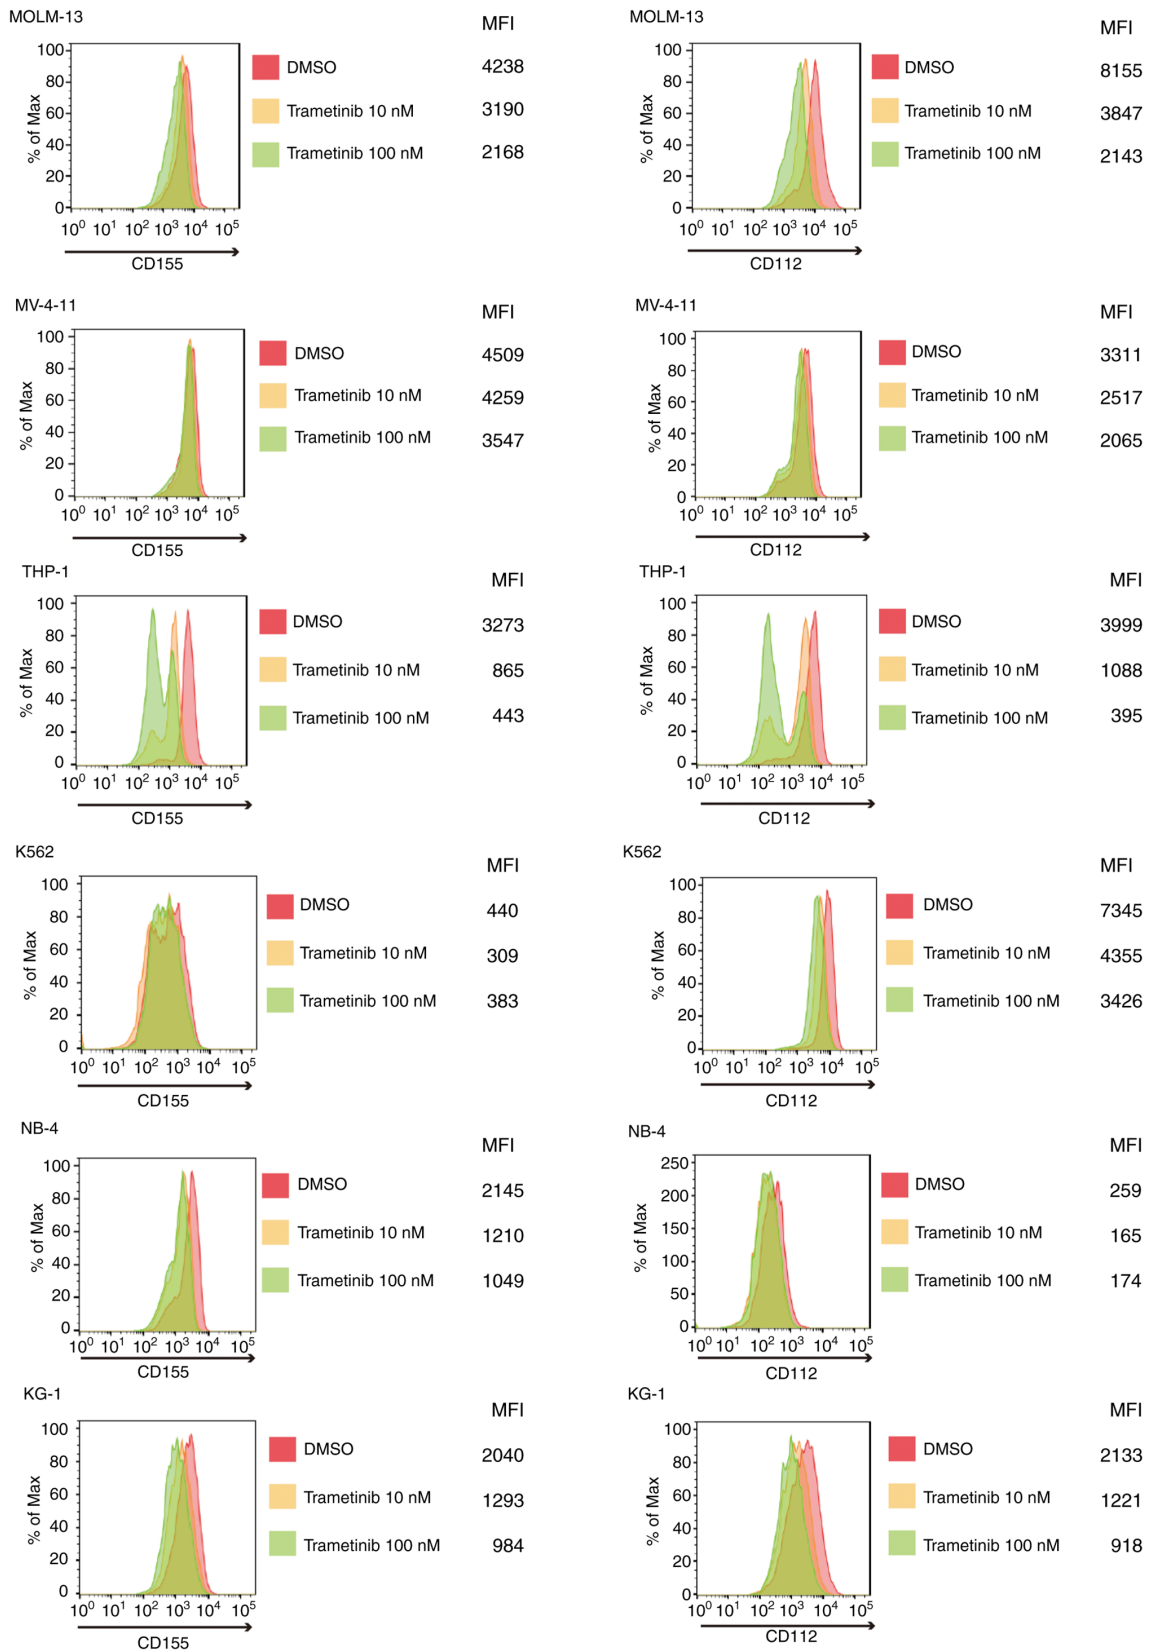 MOLM-13
MFI
% of Max
100
80
60
40
20
0
10⁰ 10¹ 10² 10³ 10⁴ 10⁵
CD155
DMSO 4238
Trametinib 10 nM 3190
Trametinib 100 nM 2168
MOLM-13
MFI
% of Max
100
80
60
40
20
0
10⁰ 10¹ 10² 10³ 10⁴ 10⁵
CD112
DMSO 8155
Trametinib 10 nM 3847
Trametinib 100 nM 2143
MV-4-11
MFI
% of Max
100
80
60
40
20
0
10⁰ 10¹ 10² 10³ 10⁴ 10⁵
CD155
DMSO 4509
Trametinib 10 nM 4259
Trametinib 100 nM 3547
MV-4-11
MFI
% of Max
100
80
60
40
20
0
10⁰ 10¹ 10² 10³ 10⁴ 10⁵
CD112
DMSO 3311
Trametinib 10 nM 2517
Trametinib 100 nM 2065
THP-1
MFI
% of Max
100
80
60
40
20
0
10⁰ 10¹ 10² 10³ 10⁴ 10⁵
CD155
DMSO 3273
Trametinib 10 nM 865
Trametinib 100 nM 443
THP-1
MFI
% of Max
100
80
60
40
20
0
10⁰ 10¹ 10² 10³ 10⁴ 10⁵
CD112
DMSO 3999
Trametinib 10 nM 1088
Trametinib 100 nM 395
K562
MFI
% of Max
100
80
60
40
20
0
10⁰ 10¹ 10² 10³ 10⁴ 10⁵
CD155
DMSO 440
Trametinib 10 nM 309
Trametinib 100 nM 383
K562
MFI
% of Max
100
80
60
40
20
0
10⁰ 10¹ 10² 10³ 10⁴ 10⁵
CD112
DMSO 7345
Trametinib 10 nM 4355
Trametinib 100 nM 3426
NB-4
MFI
% of Max
100
80
60
40
20
0
10⁰ 10¹ 10² 10³ 10⁴ 10⁵
CD155
DMSO 2145
Trametinib 10 nM 1210
Trametinib 100 nM 1049
NB-4
MFI
% of Max
250
200
150
100
50
0
10⁰ 10¹ 10² 10³ 10⁴ 10⁵
CD112
DMSO 259
Trametinib 10 nM 165
Trametinib 100 nM 174
KG-1
MFI
% of Max
100
80
60
40
20
0
10⁰ 10¹ 10² 10³ 10⁴ 10⁵
CD155
DMSO 2040
Trametinib 10 nM 1293
Trametinib 100 nM 984
KG-1
MFI
% of Max
100
80
60
40
20
0
10⁰ 10¹ 10² 10³ 10⁴ 10⁵
CD112
DMSO 2133
Trametinib 10 nM 1221
Trametinib 100 nM 918